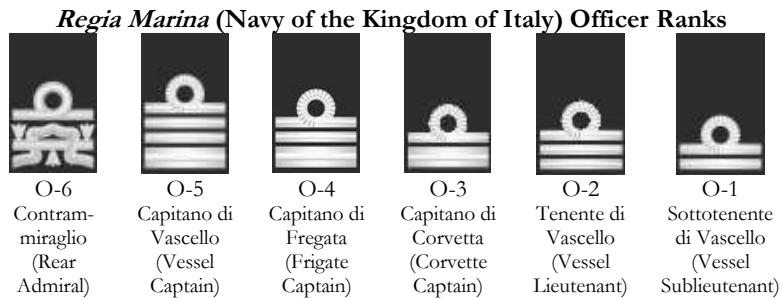 Regia Marina (Navy of the Kingdom of Italy) Officer Ranks
O-6
Contram-
miraglio
(Rear
Admiral)
O-5
Capitano di
Vascello
(Vessel
Captain)
O-4
Capitano di
Fregata
(Frigate
Captain)
O-3
Capitano di
Corvetta
(Corvette
Captain)
O-2
Tenente di
Vascello
(Vessel
Lieutenant)
O-1
Sottotenente
di Vascello
(Vessel
Sublieutenant)